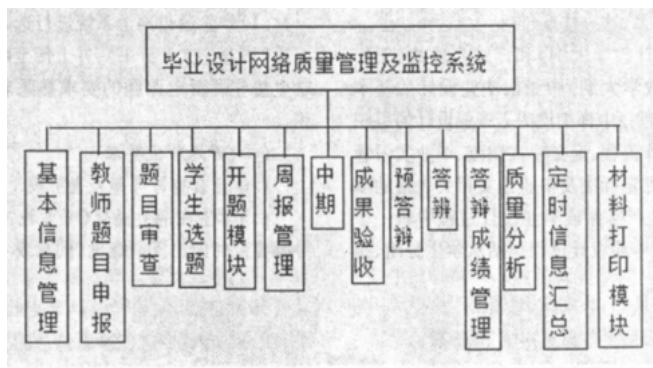 毕业设计网络质量管理及监控系统
基本信息管理
教师题目申报
题目审查
学生选题
开题模块
周报管理
中期
成果验收
预答辩
答辨
答辩成绩管理
质量分析
定时信息汇总
材料打印模块